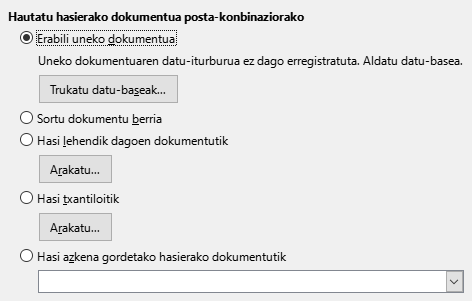 Hautatu hasierako dokumentua posta-konbinaziorako
Erabili uneko dokumentua
Uneko dokumentuaren datu-iturburua ez dago erregistratuta. Aldatu datu-basea.
Trukatu datu-baseak...
Sortu dokumentu berria
Hasi lehendik dagoen dokumentutik
Arakatu...
Hasi txantiloitik
Arakatu...
Hasi azkena gordetako hasierako dokumentutik